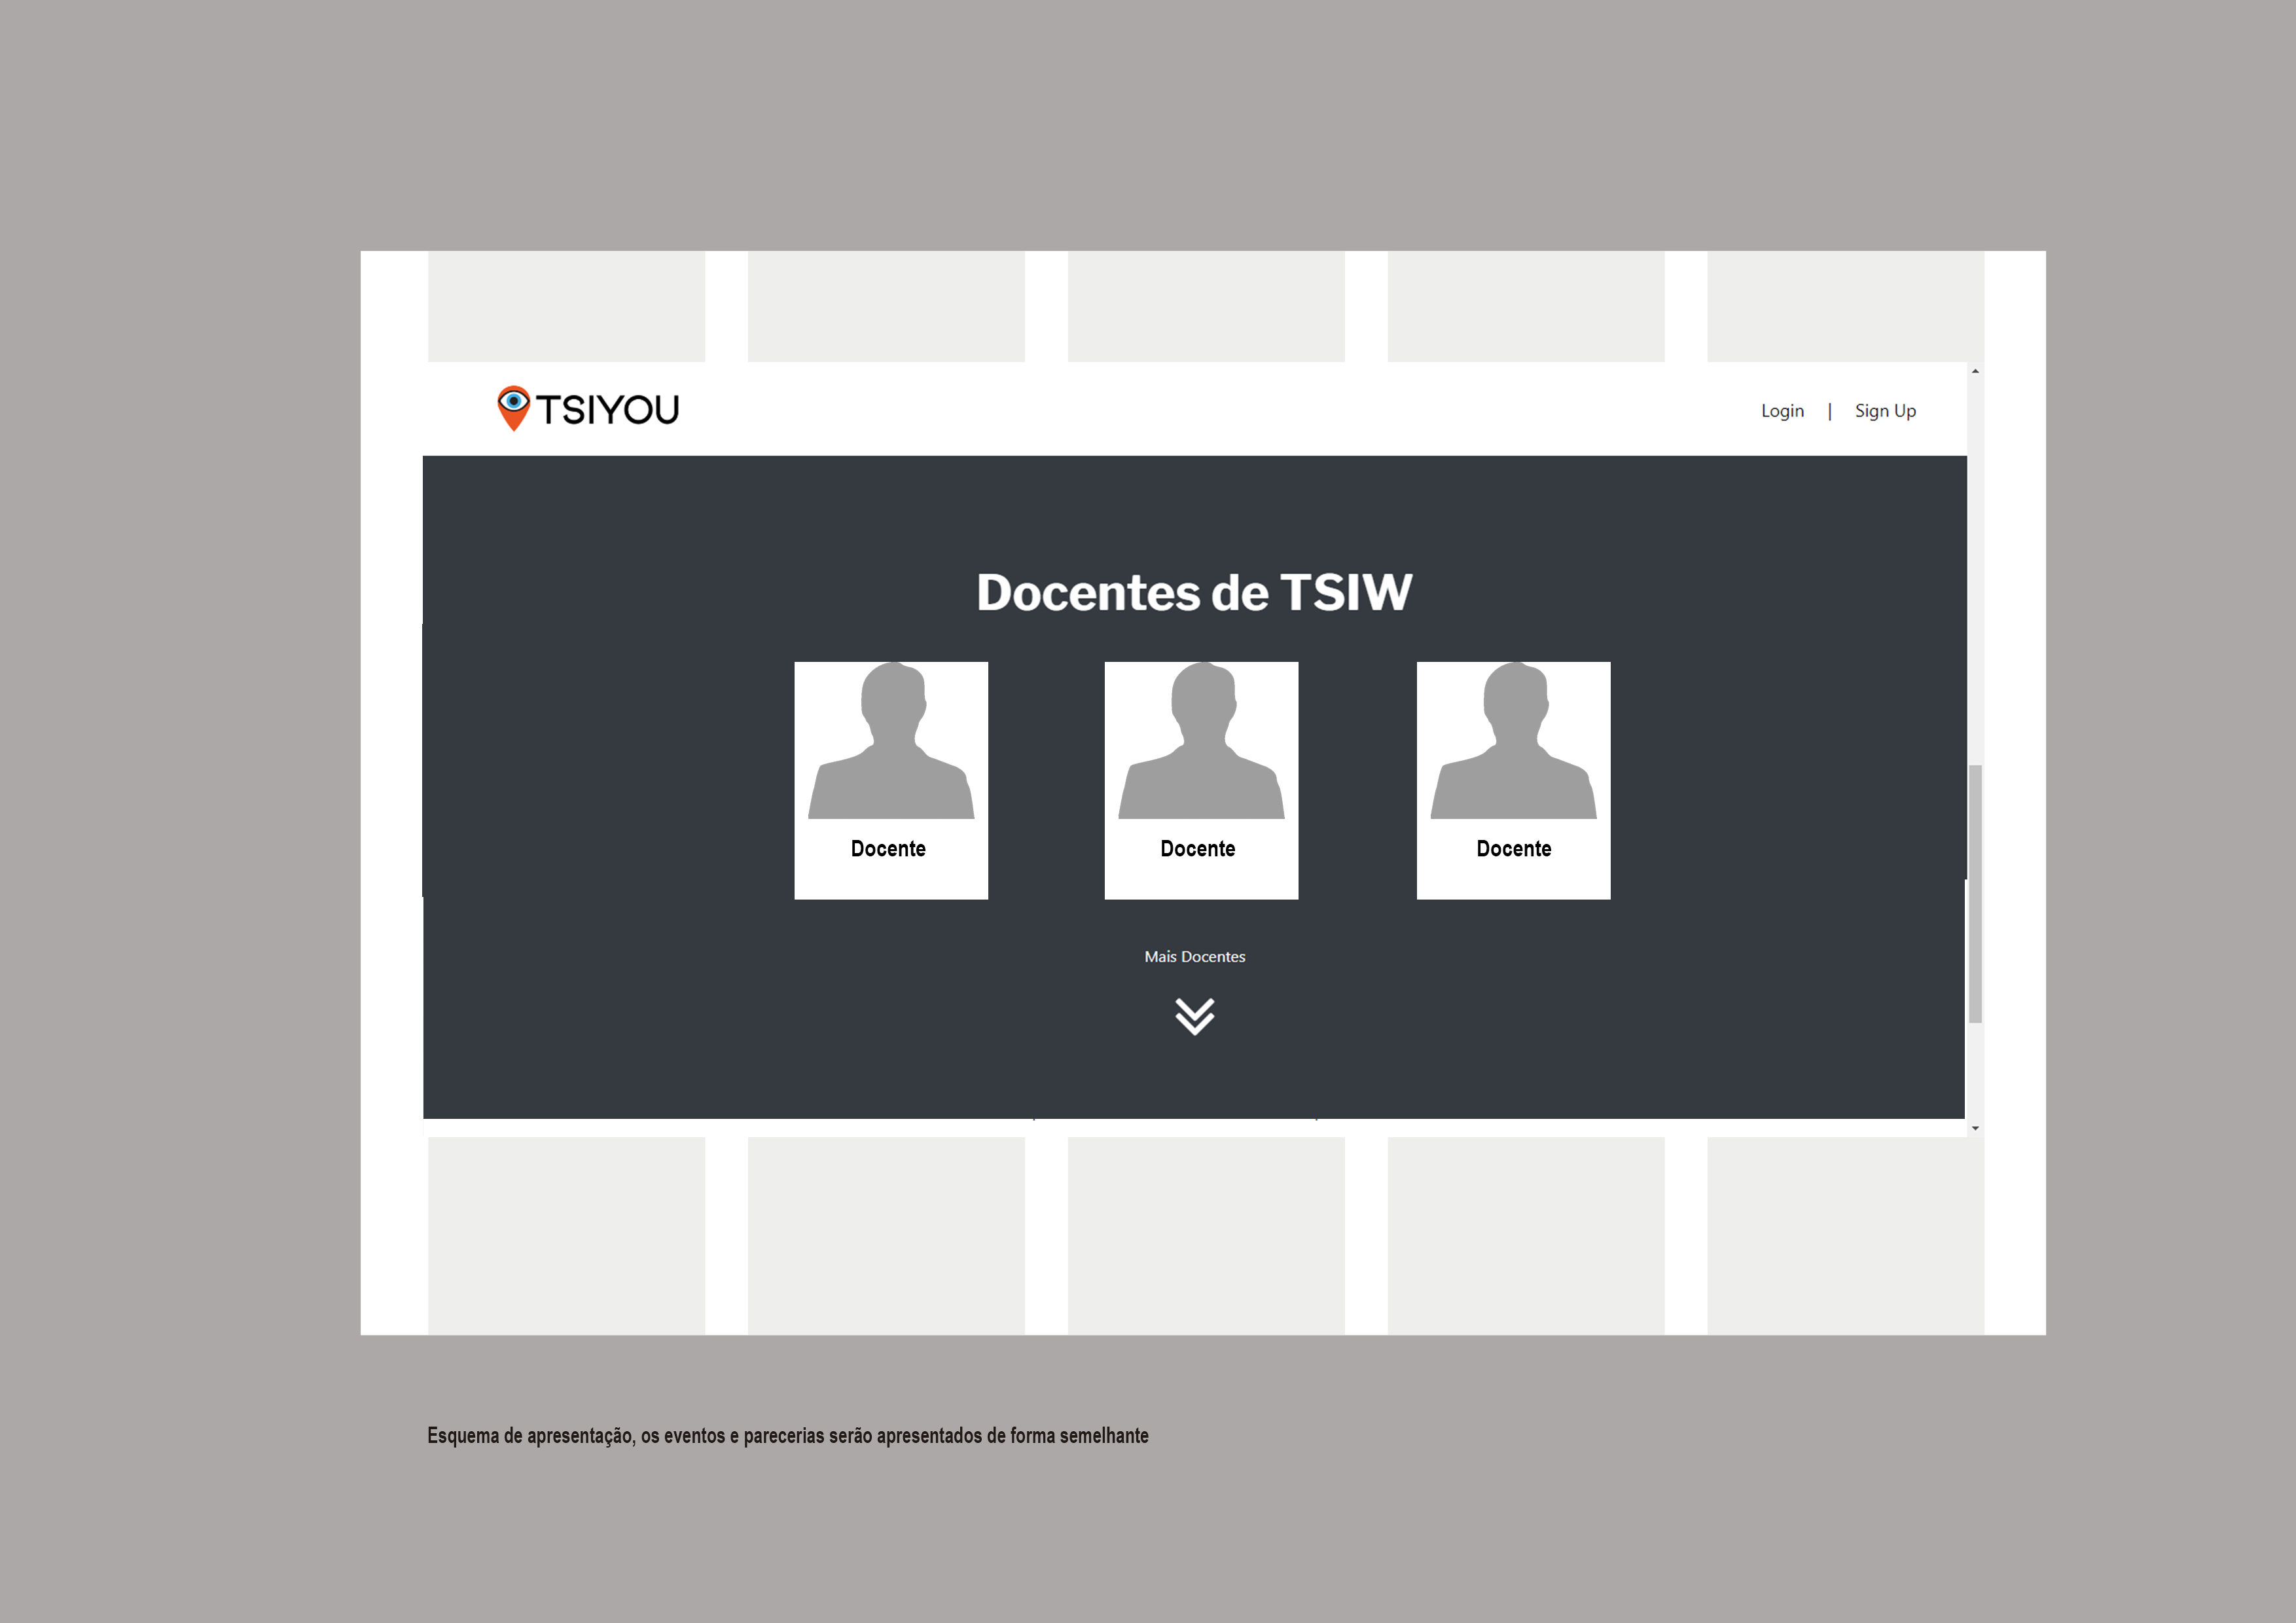 TSIYOU
Login | Sign Up
Docentes de TSIW
Docente Docente Docente
Mais Docentes
Esquema de apresentação, os eventos e parecerias serão apresentados de forma semelhante